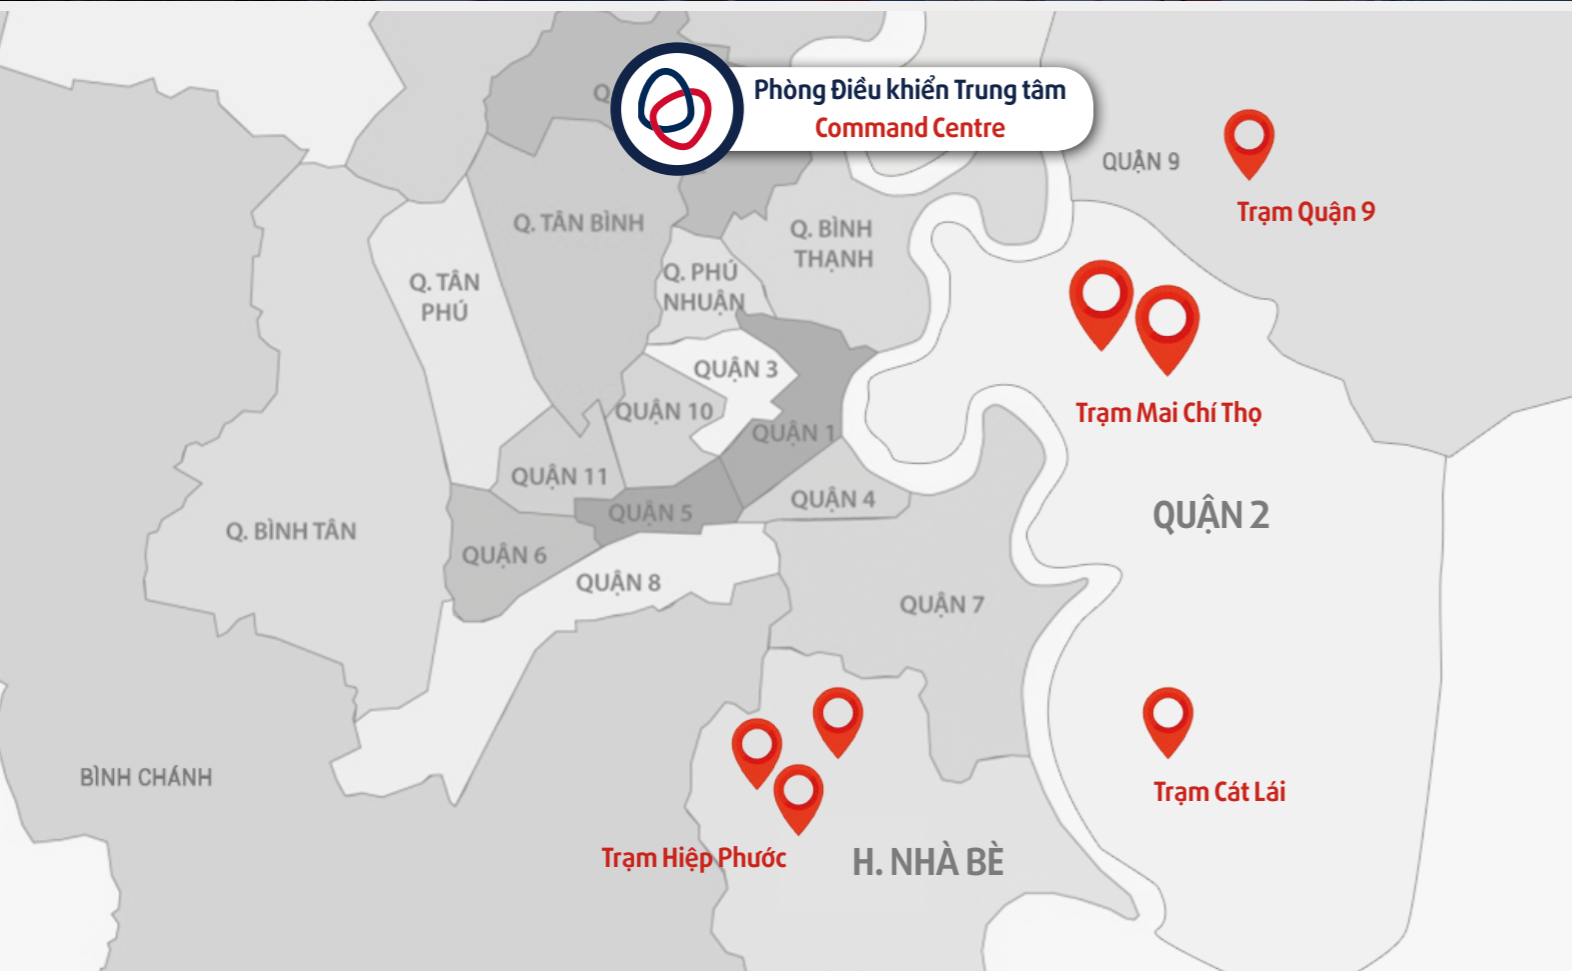 Q
Phòng Điều khiển Trung tâm
Command Centre
QUẬN 9
Trạm Quận 9
Q. TÂN BÌNH
Q. BÌNH
THẠNH
Q. TÂN
PHÚ
Q. PHÚ
NHUẬN
QUẬN 3
QUẬN 10
Trạm Mai Chí Thọ
QUẬN 1
QUẬN 11
QUẬN 4
QUẬN 5
QUẬN 2
Q. BÌNH TÂN
QUẬN 6
QUẬN 8
QUẬN 7
BÌNH CHÁNH
Trạm Cát Lái
Trạm Hiệp Phước
H. NHÀ BÈ